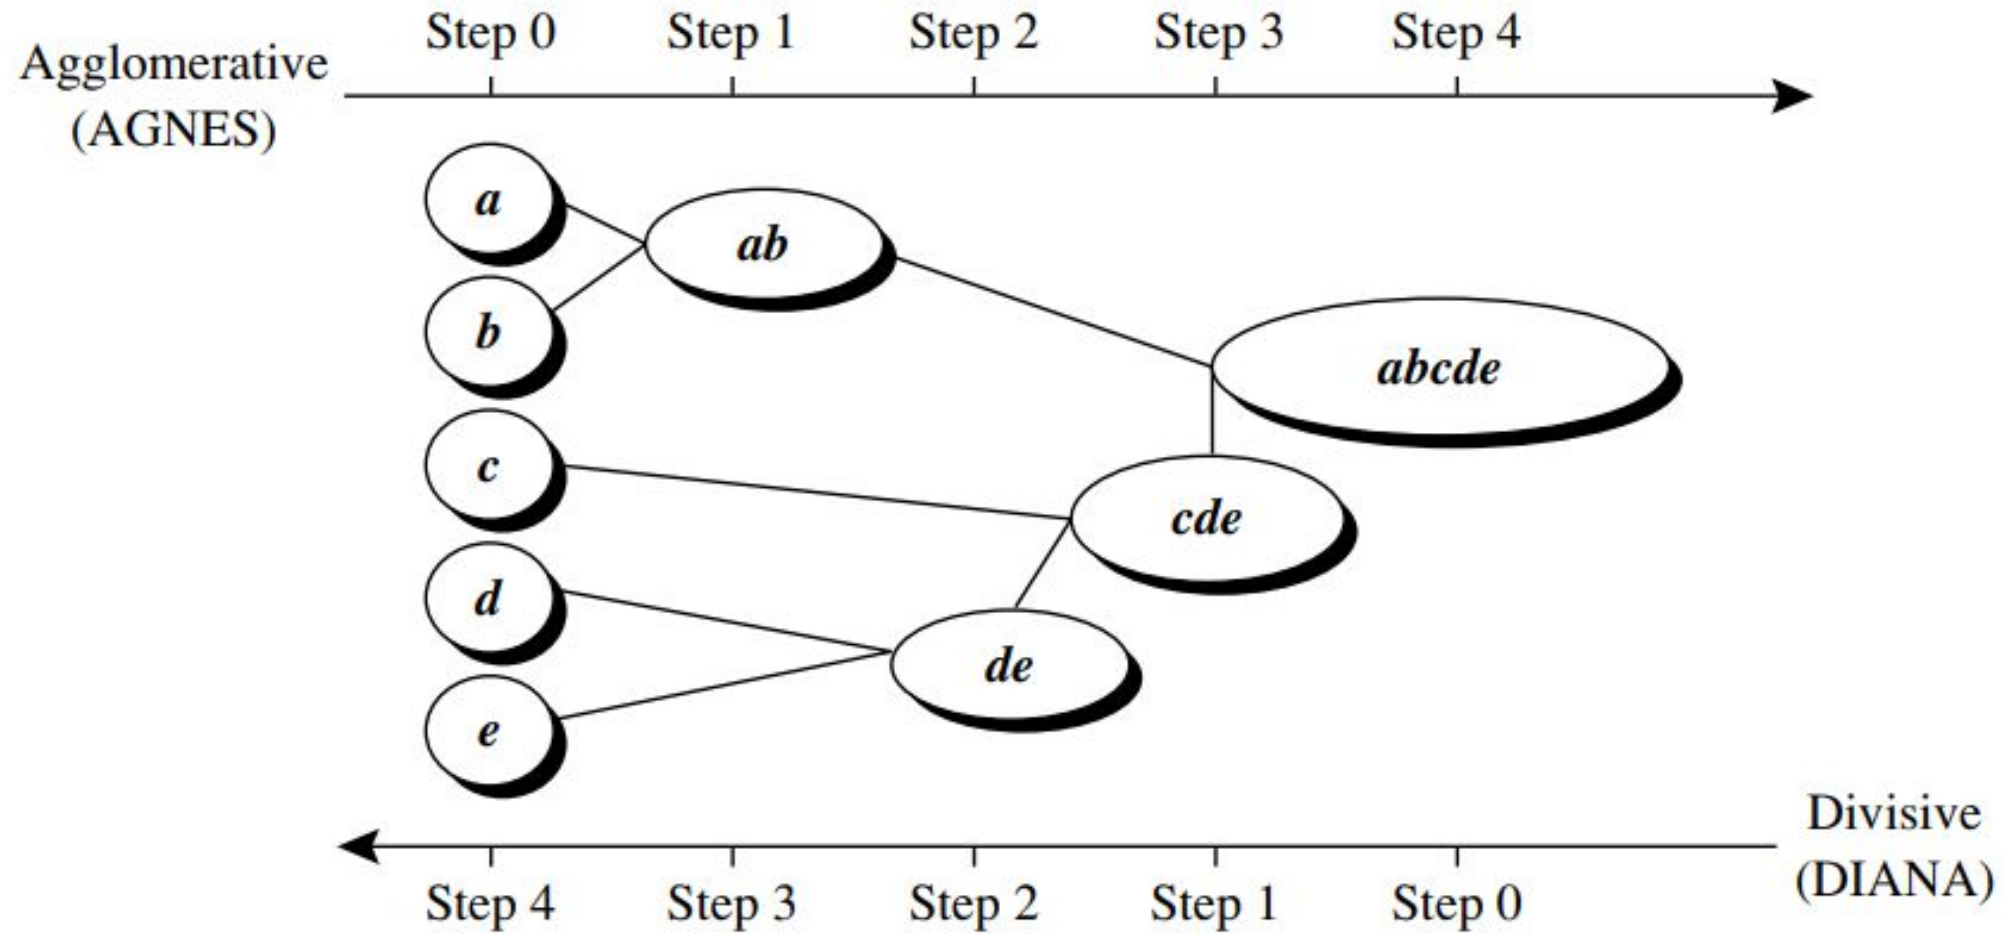 Step 0 Step 1 Step 2 Step 3 Step 4
Agglomerative
(AGNES)
a
ab
b
abcde
c
cde
d
de
e
Divisive
(DIANA)
Step 4 Step 3 Step 2 Step 1 Step 0